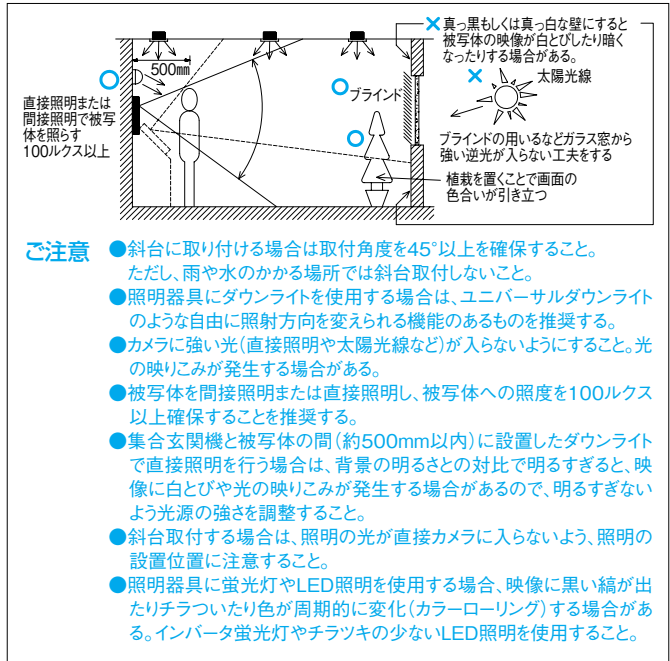 500mm
直接照明または
間接照明で被写
体を照らす
100ルクス以上
ブラインド
×真っ黒もしくは真っ白な壁にすると
被写体の映像が白とびしたり暗く
なったりする場合がある。
× 太陽光線
ブラインドの用いるなどガラス窓から
強い逆光が入らない工夫をする
植栽を置くことで画面の
色合いが引き立つ
ご注意
●斜台に取り付ける場合は取付角度を45°以上を確保すること。
ただし、雨や水のかかる場所では斜台取付しないこと。
●照明器具にダウンライトを使用する場合は、ユニバーサルダウンライト
のような自由に照射方向を変えられる機能のあるものを推奨する。
●カメラに強い光(直接照明や太陽光線など)が入らないようにすること。光
の映りこみが発生する場合がある。
●被写体を間接照明または直接照明し、被写体への照度を100ルクス
以上確保することを推奨する。
●集合玄関機と被写体の間(約500mm以内)に設置したダウンライト
で直接照明を行う場合は、背景の明るさとの対比で明るすぎると、映
像に白とびや光の映りこみが発生する場合があるので、明るすぎない
よう光源の強さを調整すること。
●斜台取付する場合は、照明の光が直接カメラに入らないよう、照明の
設置位置に注意すること。
●照明器具に蛍光灯やLED照明を使用する場合、映像に黒い縞が出
たりチラついたり色が周期的に変化(カラーローリング)する場合があ
る。インバータ蛍光灯やチラツキの少ないLED照明を使用すること。